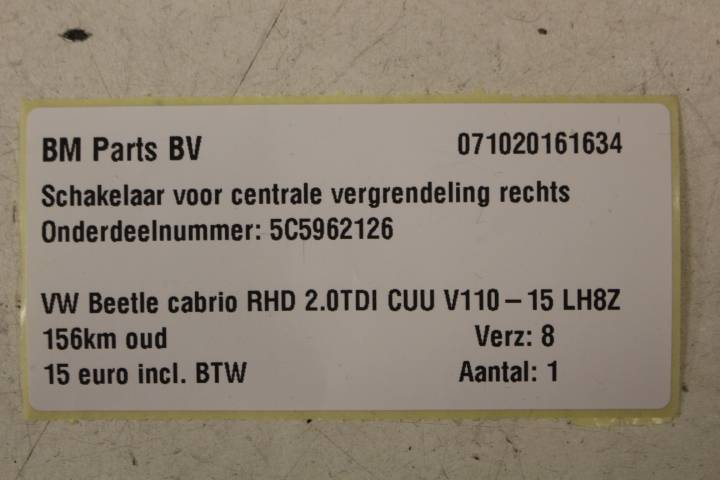 BM Parts BV 071020161634
Schakelaar voor centrale vergrendeling rechts
Onderdeelnummer: 5C5962126
VW Beetle cabrio RHD 2.0TDI CUU V110-15 LH8Z
156km oud Verz: 8
15 euro incl. BTW Aantal: 1